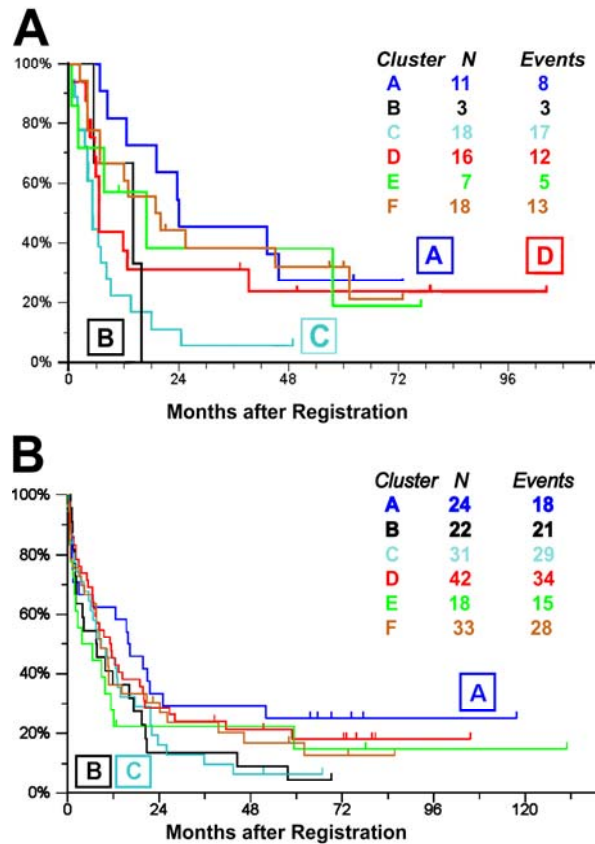 A
Cluster N Events
A 11 8
B 3 3
C 18 17
D 16 12
E 7 5
F 18 13
100%
80%
60%
40%
20%
0%
A
D
B
C
0 24 48 72 96
Months after Registration
B
Cluster N Events
A 24 18
B 22 21
C 31 29
D 42 34
E 18 15
F 33 28
100%
80%
60%
40%
20%
0%
A
B C
0 24 48 72 96 120
Months after Registration